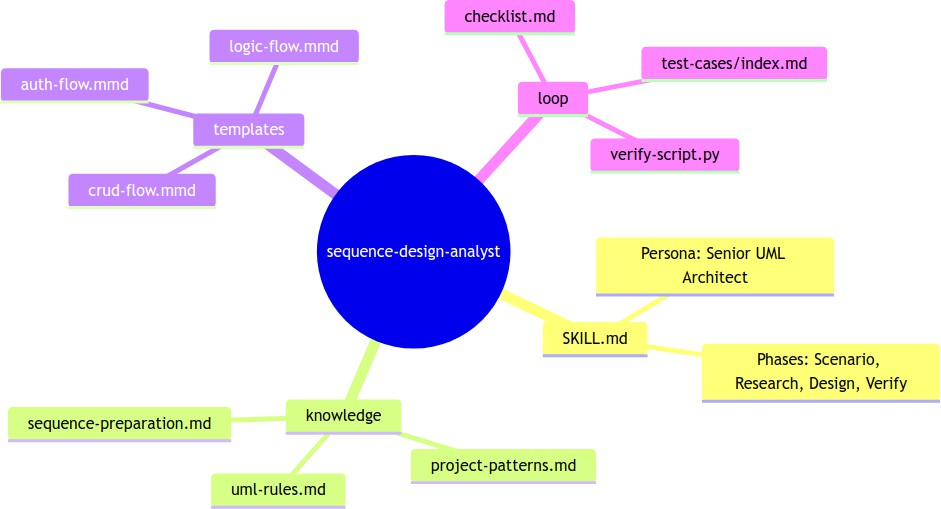 checklist.md
logic-flow.mmd
test-cases/index.md
auth-flow.mmd
loop
templates
verify-script.py
crud-flow.mmd
sequence-design-analyst
Persona: Senior UML
Architect
SKILL.md
Phases: Scenario,
Research, Design, Verify
knowledge
sequence-preparation.md
project-patterns.md
uml-rules.md